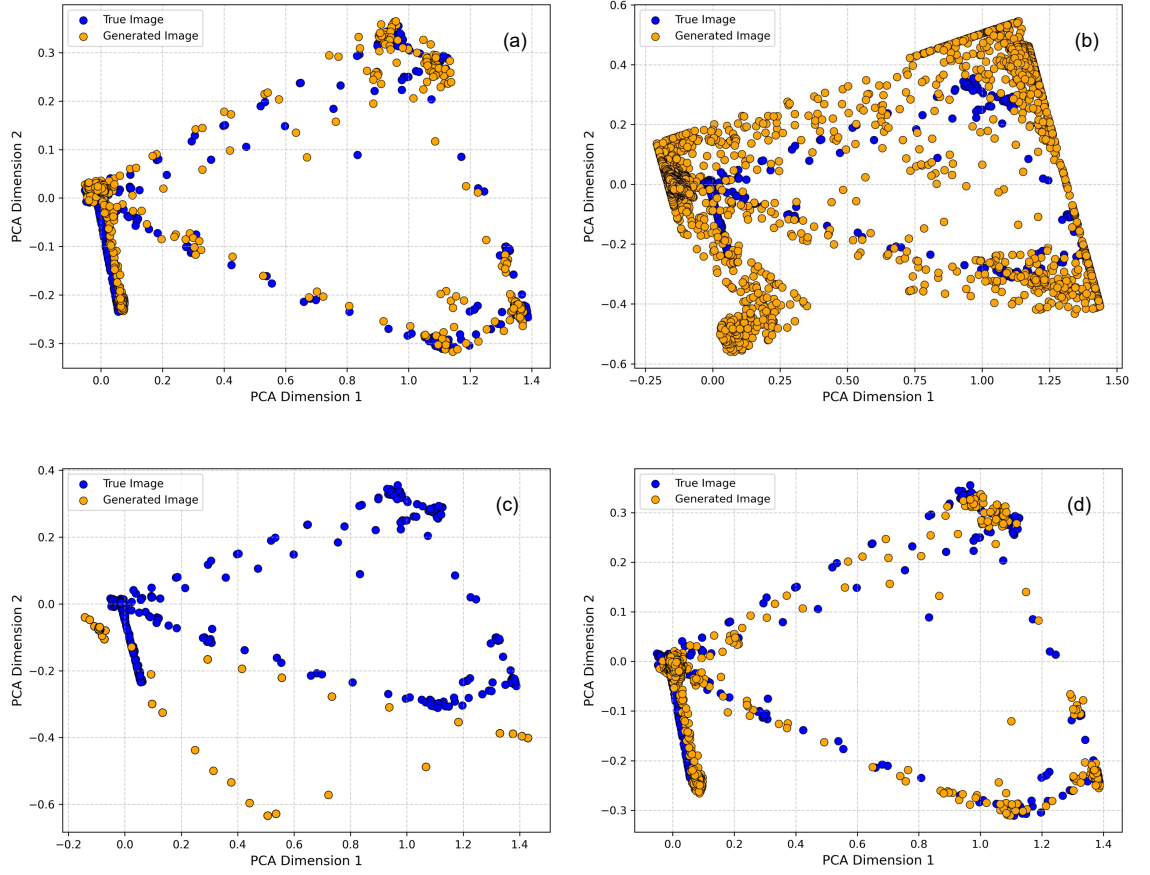 True Image
Generated Image
(a)
0.3
0.2
0.1
0.0
−0.1
−0.2
−0.3
PCA Dimension 2
0.0 0.2 0.4 0.6 0.8 1.0 1.2 1.4
PCA Dimension 1
True Image
Generated Image
(b)
0.6
0.4
0.2
0.0
−0.2
−0.4
−0.6
PCA Dimension 2
−0.25 0.00 0.25 0.50 0.75 1.00 1.25 1.50
PCA Dimension 1
True Image
Generated Image
(c)
0.4
0.2
0.0
−0.2
−0.4
−0.6
PCA Dimension 2
−0.2 0.0 0.2 0.4 0.6 0.8 1.0 1.2 1.4
PCA Dimension 1
True Image
Generated Image
(d)
0.3
0.2
0.1
0.0
−0.1
−0.2
−0.3
PCA Dimension 2
0.0 0.2 0.4 0.6 0.8 1.0 1.2 1.4
PCA Dimension 1